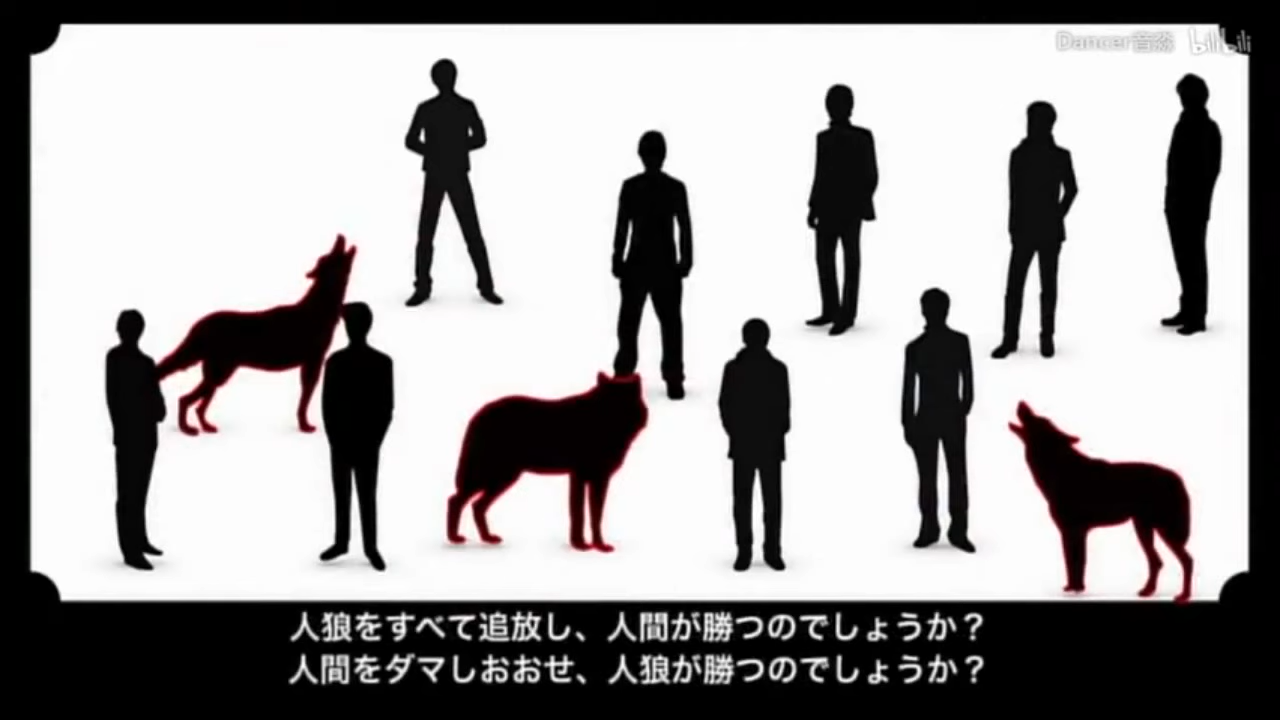 Dancer音淼 bilibili
人狼をすべて追放し、人間が勝つのでしょうか？
人間をダマしおおせ、人狼が勝つのでしょうか？